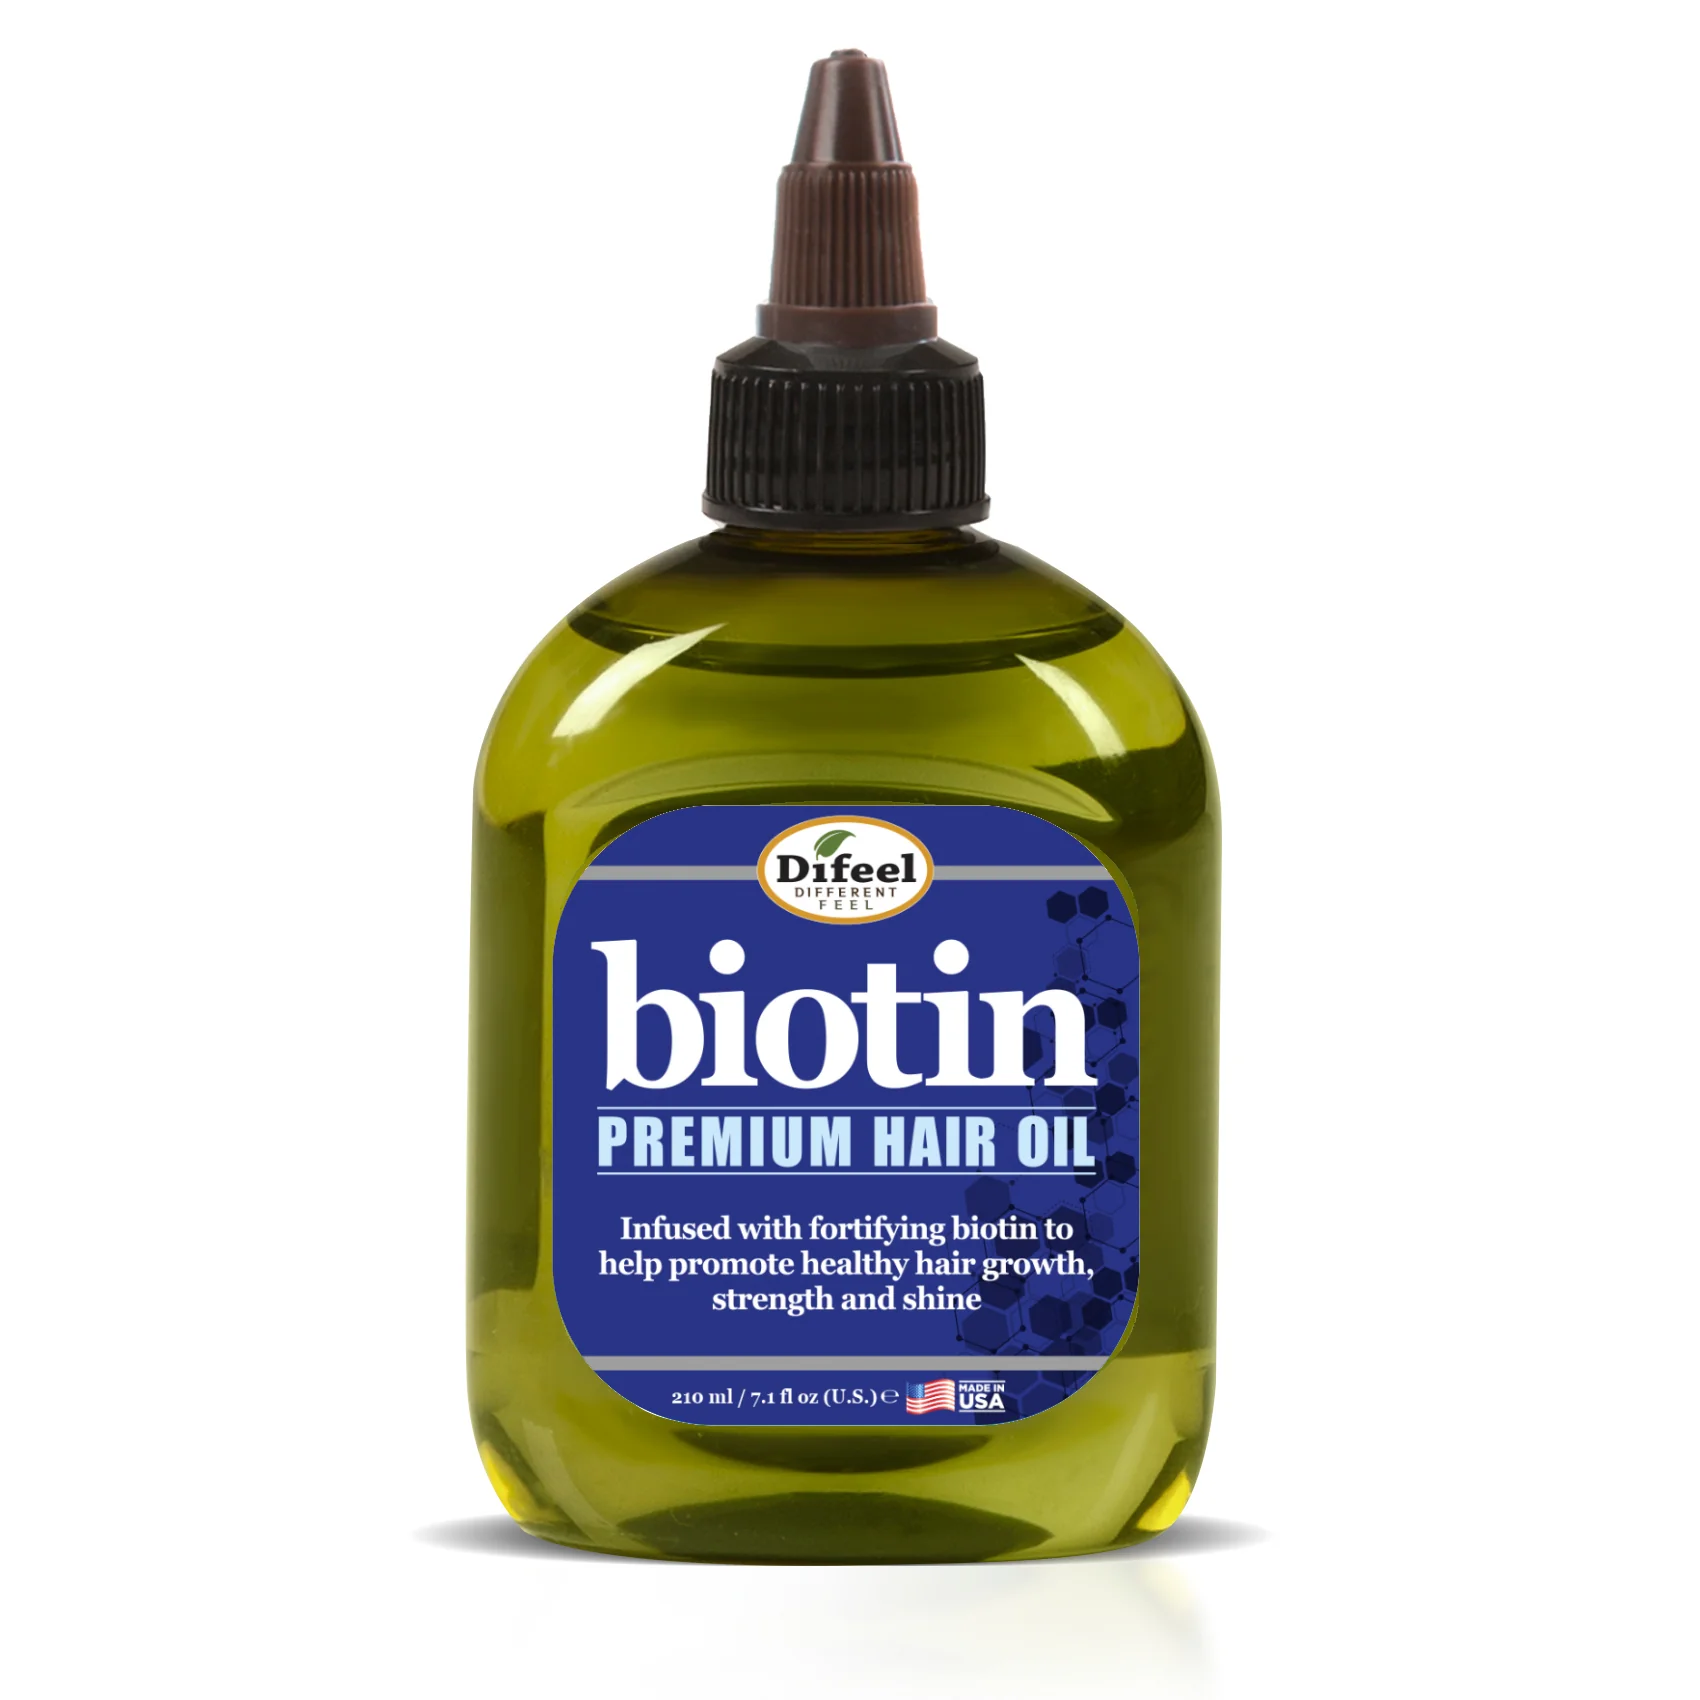 Difeel
DIFFERENT
FEEL
biotin
PREMIUM HAIR OIL
Infused with fortifying biotin to
help promote healthy hair growth,
strength and shine
210 ml / 7.1 fl oz (U.S.) ℮
MADE IN
USA